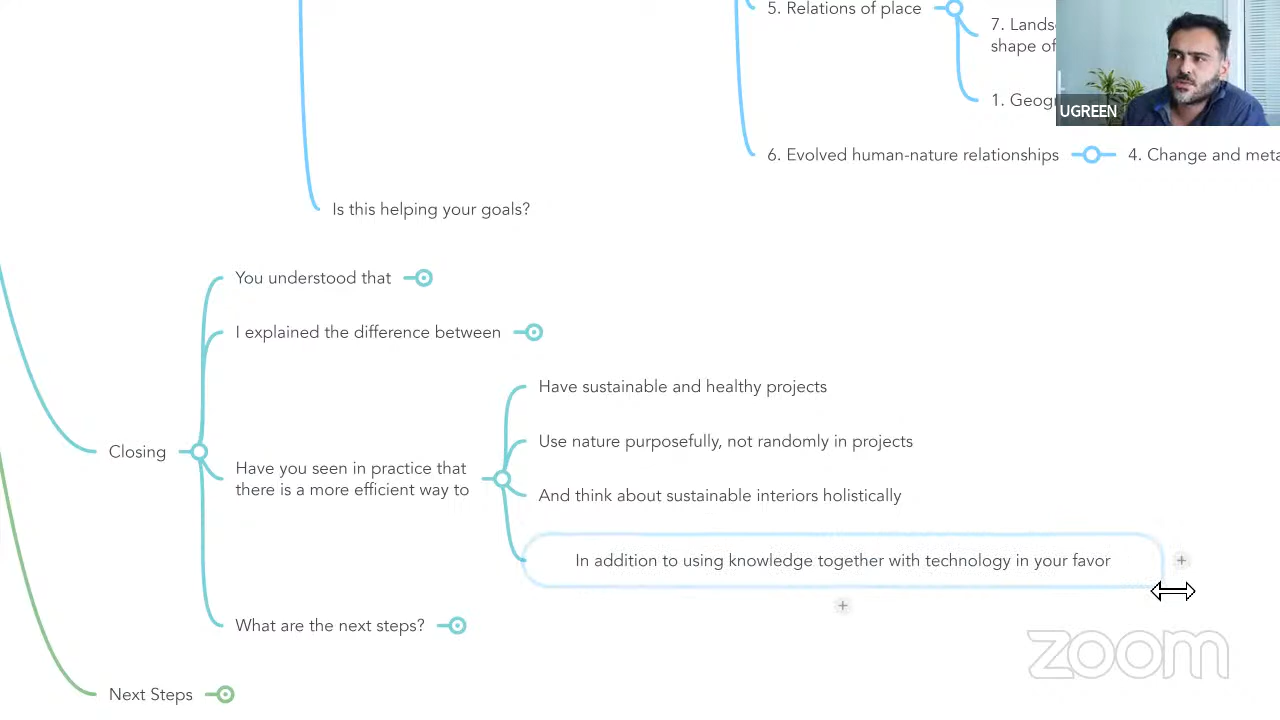 5. Relations of place
7.
shape of
1.
UGREEN
6. Evolved human-nature relationships
4. Change and
Is this helping your goals?
You understood that
I explained the difference between
Have sustainable and healthy projects
Use nature purposefully, not randomly in projects
Closing
Have you seen in practice that
there is a more efficient way to
And think about sustainable interiors holistically
In addition to using knowledge together with technology in your favor
What are the next steps?
zoom
Next Steps